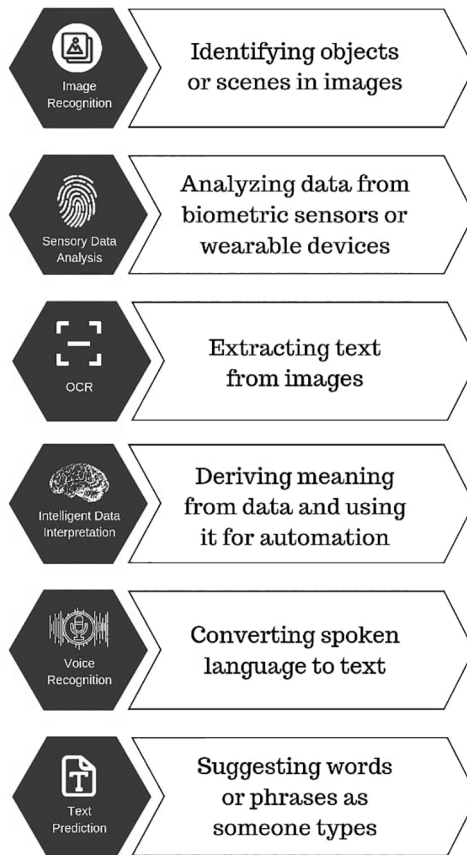 Image
Recognition
Identifying objects
or scenes in images
Sensory Data
Analysis
Analyzing data from
biometric sensors or
wearable devices
OCR
Extracting text
from images
Intelligent Data
Interpretation
Deriving meaning
from data and using
it for automation
Voice
Recognition
Converting spoken
language to text
T
Text
Prediction
Suggesting words
or phrases as
someone types